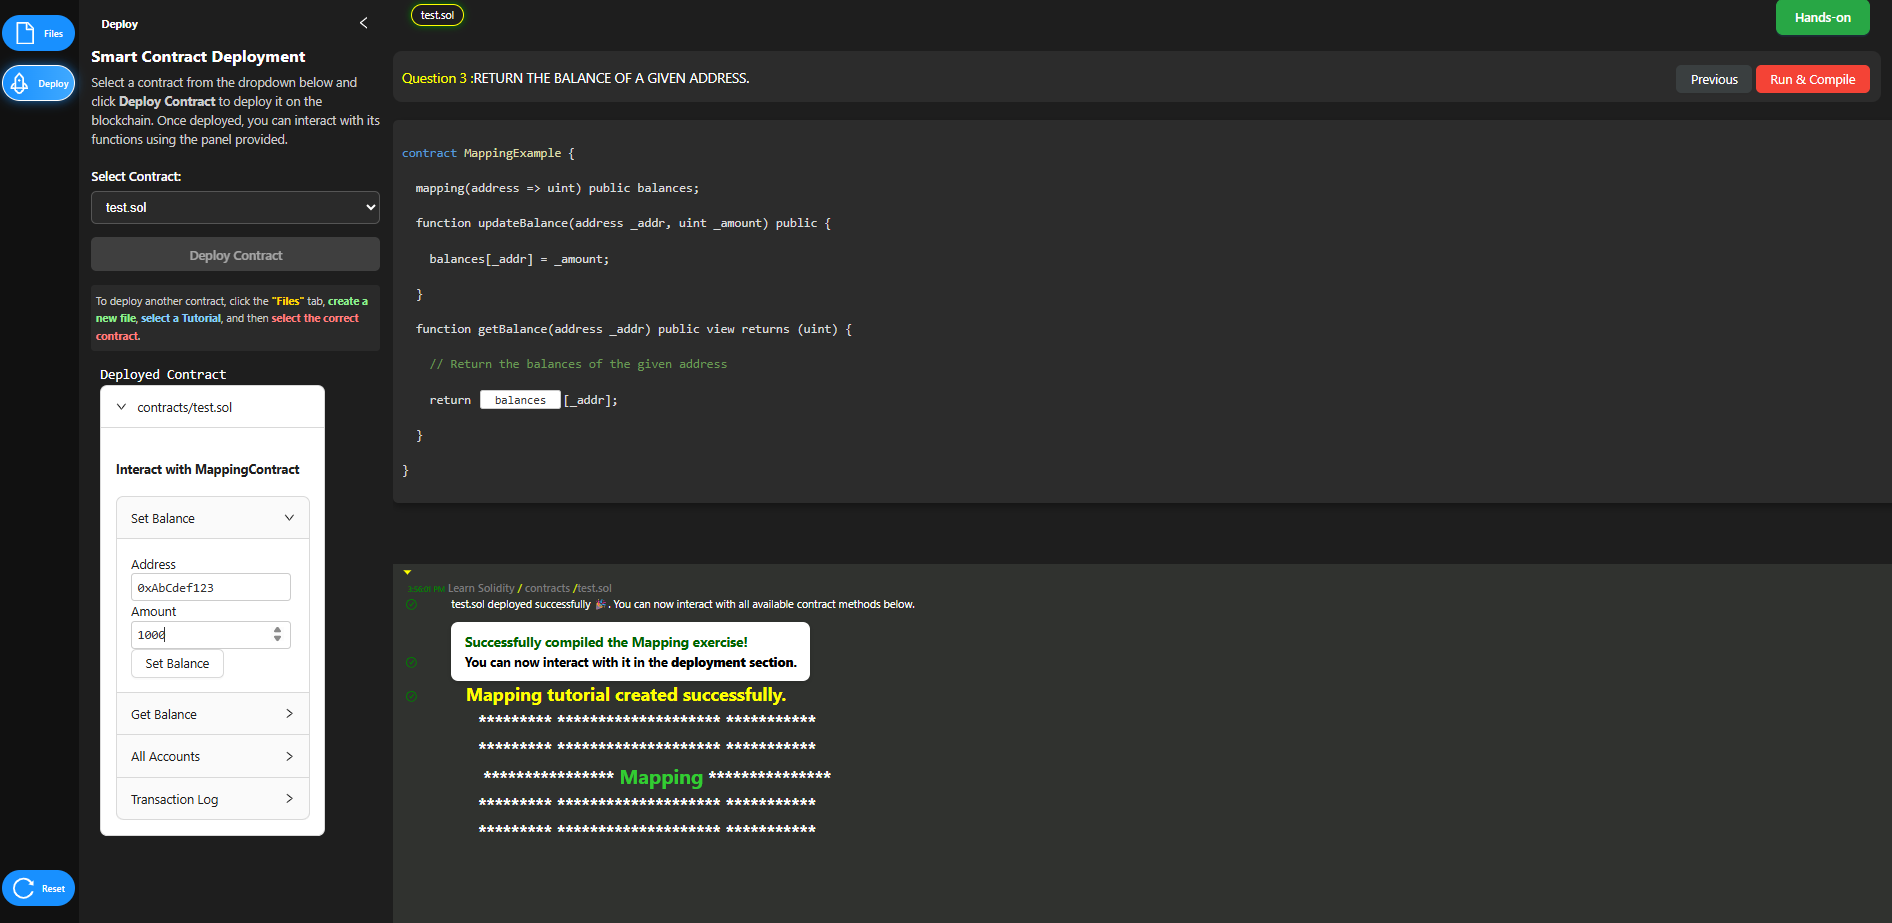 Files
Deploy
Reset
Deploy
Smart Contract Deployment
Select a contract from the dropdown below and
click Deploy Contract to deploy it on the
blockchain. Once deployed, you can interact with its
functions using the panel provided.
Select Contract:
test.sol
Deploy Contract
To deploy another contract, click the "Files" tab, create a
new file, select a Tutorial, and then select the correct
contract.
Deployed Contract
contracts/test.sol
Interact with MappingContract
Set Balance
Address
0xAbCdef123
Amount
1000
Set Balance
Get Balance
All Accounts
Transaction Log
test.sol
Hands-on
Question 3 :RETURN THE BALANCE OF A GIVEN ADDRESS.
Previous
Run & Compile
contract MappingExample {
mapping(address => uint) public balances;
function updateBalance(address _addr, uint _amount) public {
balances[_addr] = _amount;
}
function getBalance(address _addr) public view returns (uint) {
// Return the balances of the given address
return balances [_addr];
}
}
3:56:01 PM Learn Solidity / contracts /test.sol
test.sol deployed successfully 🎉. You can now interact with all available contract methods below.
Successfully compiled the Mapping exercise!
You can now interact with it in the deployment section.
Mapping tutorial created successfully.
********* ******************** ***********
********* ******************** ***********
**************** Mapping ***************
********* ******************** ***********
********* ******************** ***********